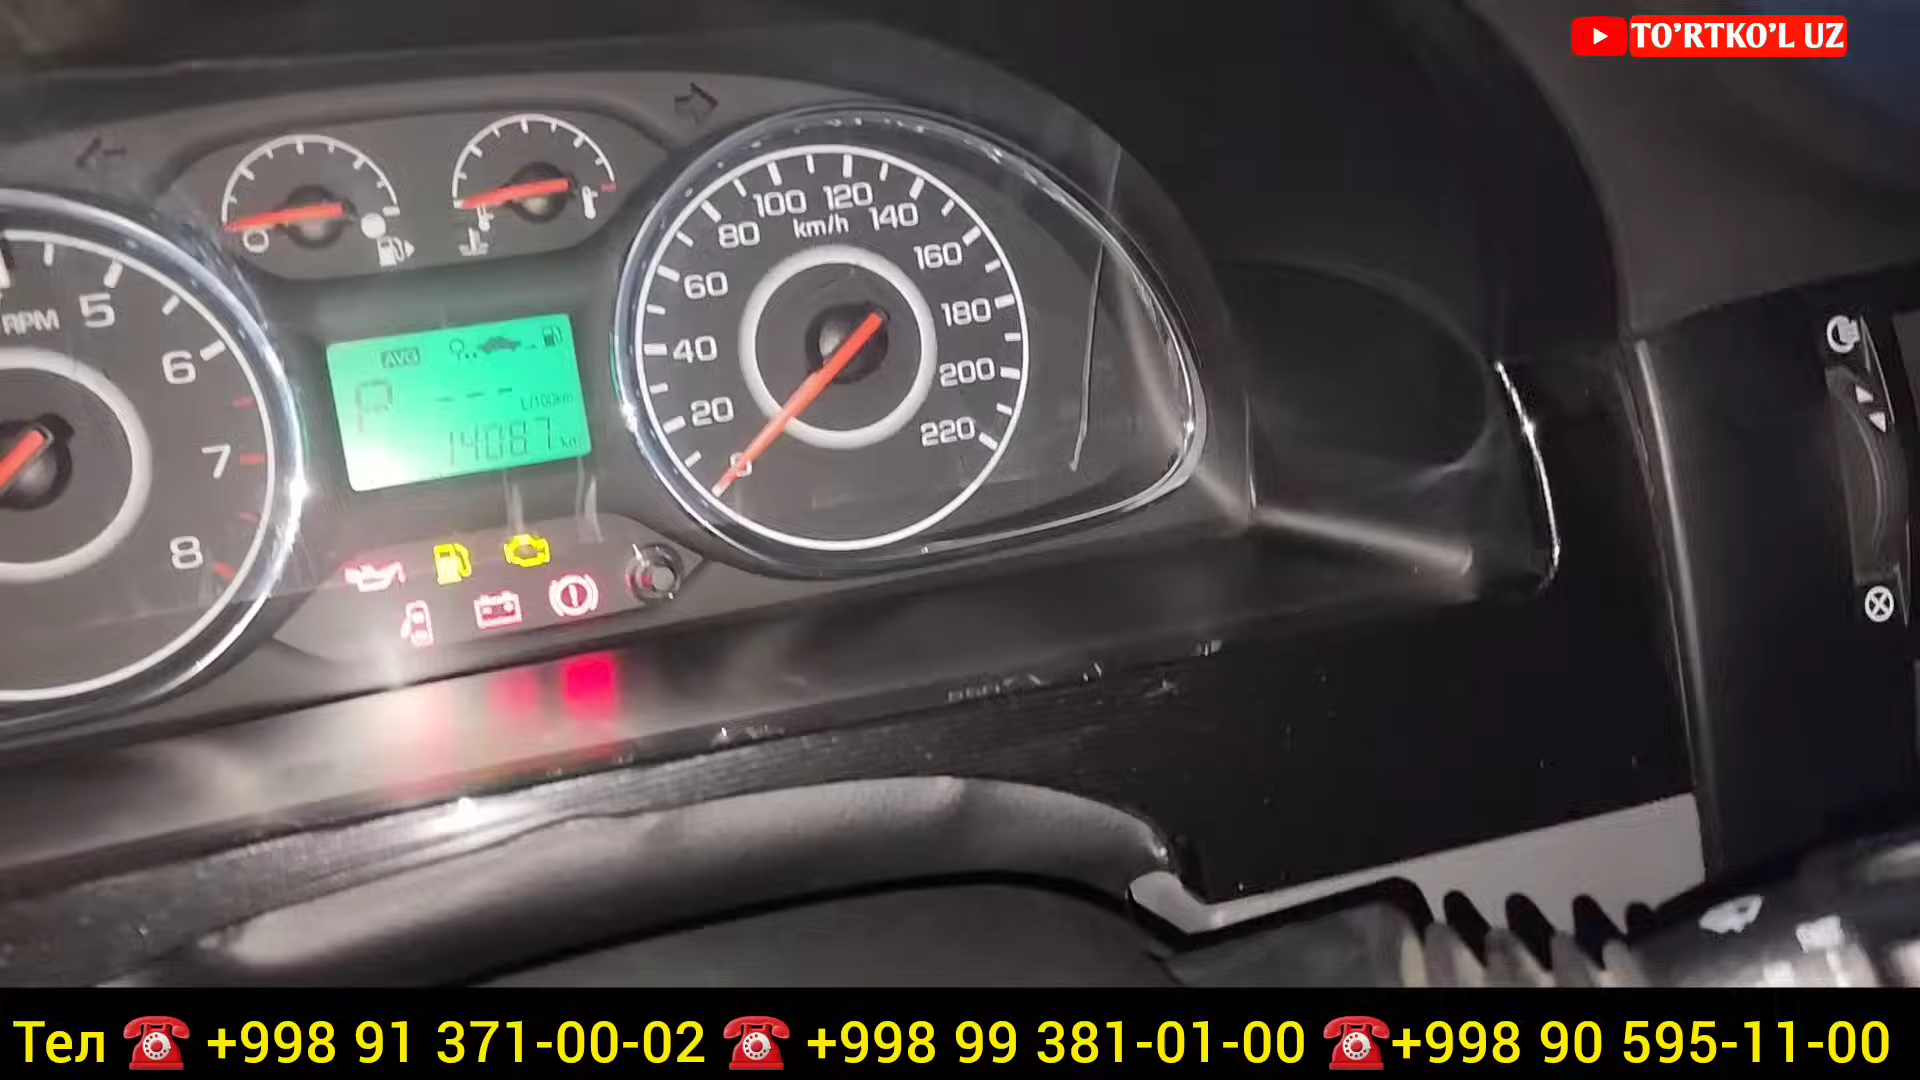 TO’RTKO’L UZ
100 120
80 km/h 140
60 160
RPM 5 180
6 40 200
AVG
P --- L/100km
20 220
14087 km
7 0
8
Тел ☎ +998 91 371-00-02 ☎ +998 99 381-01-00 ☎+998 90 595-11-00